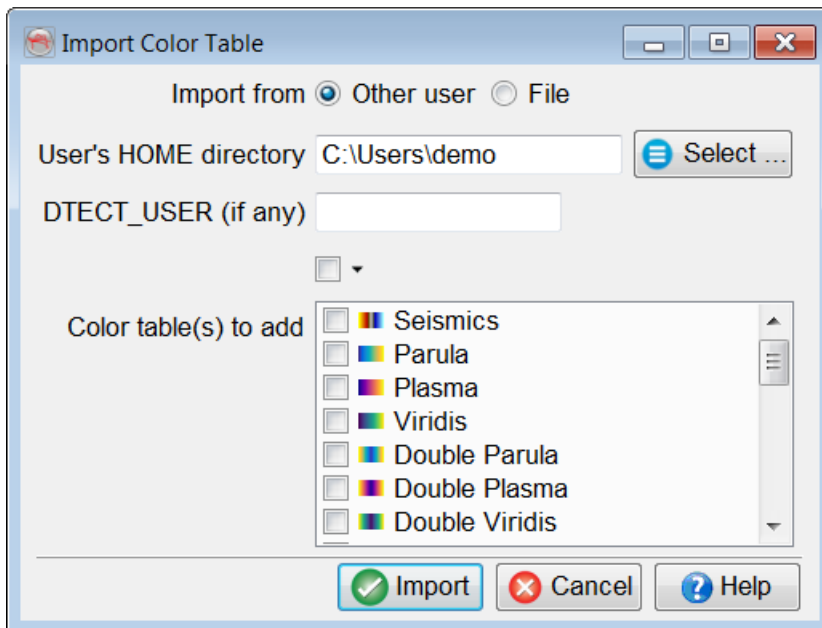 Import Color Table
Import from Other user File
User's HOME directory C:\Users\demo Select ...
DTECT_USER (if any)
Color table(s) to add
Seismics
Parula
Plasma
Viridis
Double Parula
Double Plasma
Double Viridis
Import Cancel Help